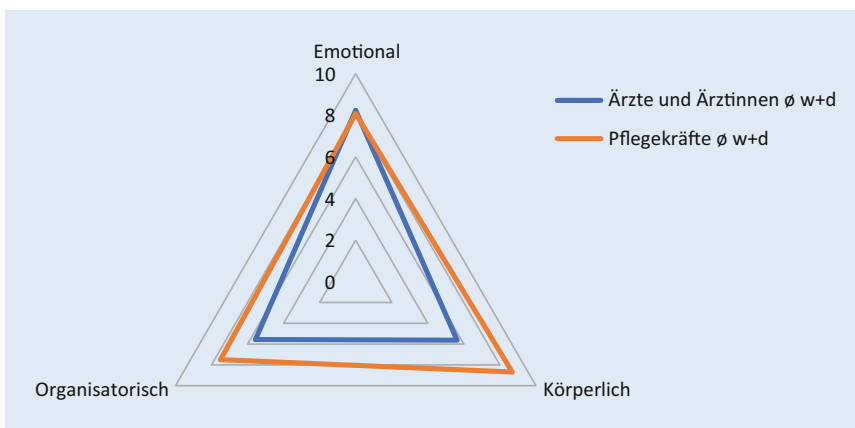 Emotional
10
8
6
4
2
0
Organisatorisch
Körperlich
Ärzte und Ärztinnen ø w+d
Pflegekräfte ø w+d